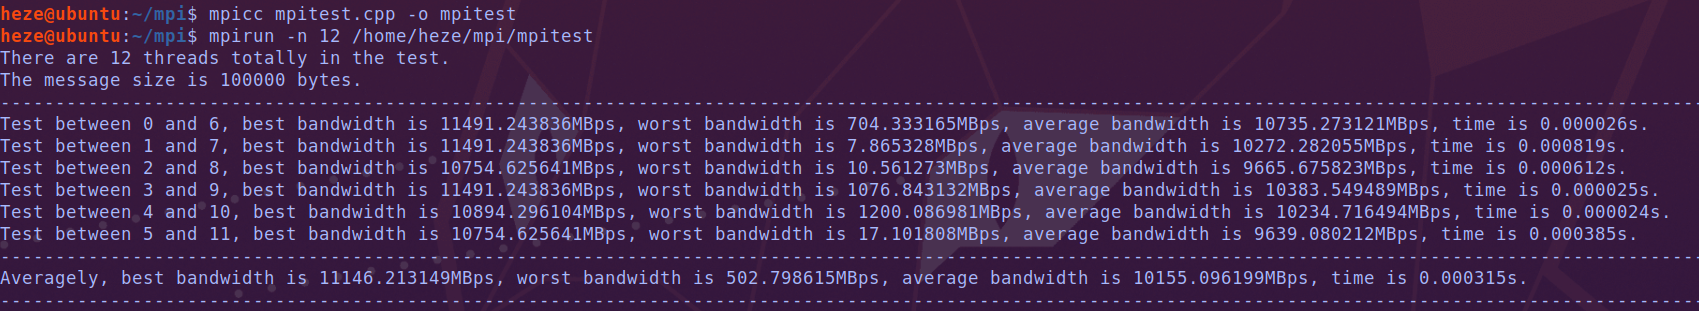 heze@ubuntu:~/mpi$ mpicc mpitest.cpp -o mpitest
heze@ubuntu:~/mpi$ mpirun -n 12 /home/heze/mpi/mpitest
There are 12 threads totally in the test.
The message size is 100000 bytes.
-----------------------------------------------------------------------------------------------------------------------------------------------------------
Test between 0 and 6, best bandwidth is 11491.243836MBps, worst bandwidth is 704.333165MBps, average bandwidth is 10735.273121MBps, time is 0.000026s.
Test between 1 and 7, best bandwidth is 11491.243836MBps, worst bandwidth is 7.865328MBps, average bandwidth is 10272.282055MBps, time is 0.000819s.
Test between 2 and 8, best bandwidth is 10754.625641MBps, worst bandwidth is 10.561273MBps, average bandwidth is 9665.675823MBps, time is 0.000612s.
Test between 3 and 9, best bandwidth is 11491.243836MBps, worst bandwidth is 1076.843132MBps, average bandwidth is 10383.549489MBps, time is 0.000025s.
Test between 4 and 10, best bandwidth is 10894.296104MBps, worst bandwidth is 1200.086981MBps, average bandwidth is 10234.716494MBps, time is 0.000024s.
Test between 5 and 11, best bandwidth is 10754.625641MBps, worst bandwidth is 17.101808MBps, average bandwidth is 9639.080212MBps, time is 0.000385s.
-----------------------------------------------------------------------------------------------------------------------------------------------------------
Averagely, best bandwidth is 11146.213149MBps, worst bandwidth is 502.798615MBps, average bandwidth is 10155.096199MBps, time is 0.000315s.
-----------------------------------------------------------------------------------------------------------------------------------------------------------